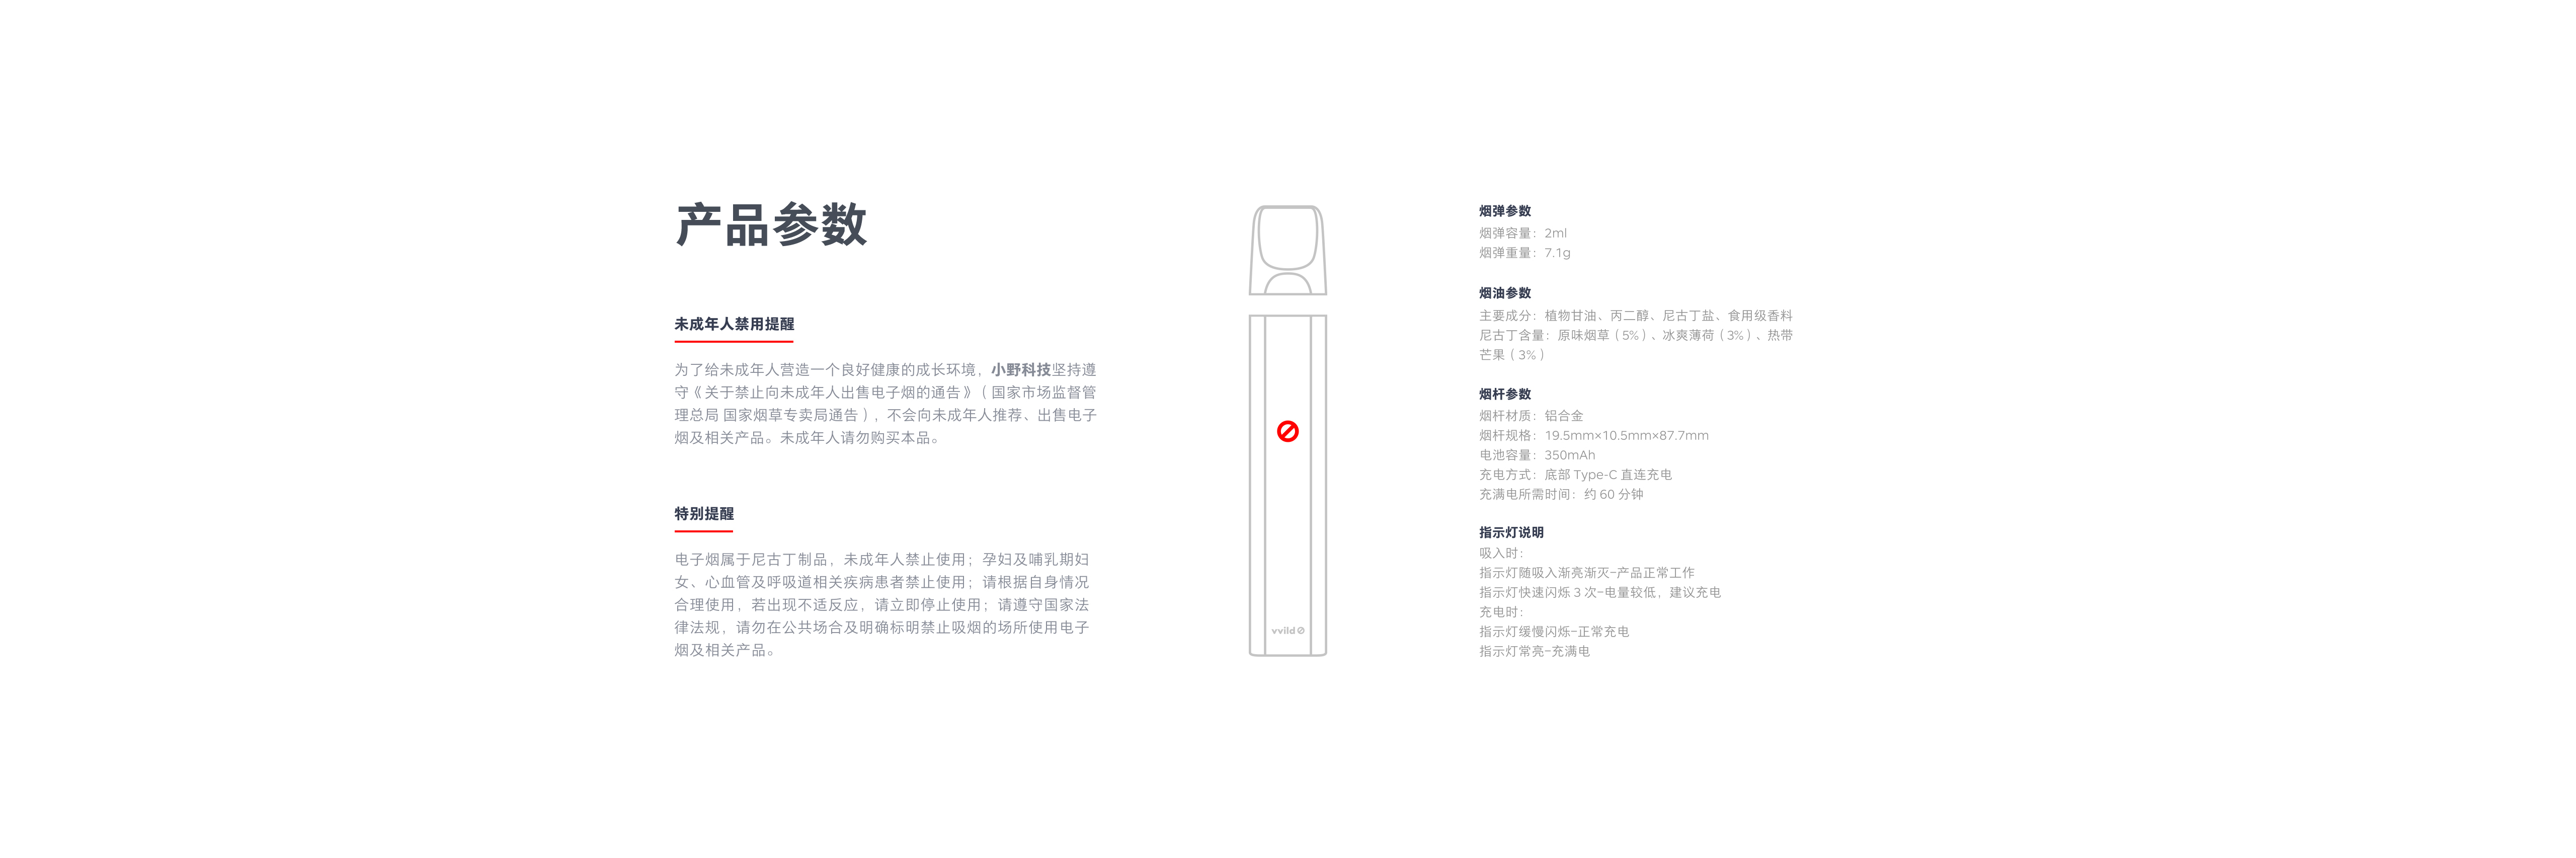 产品参数
未成年人禁用提醒
为了给未成年人营造一个良好健康的成长环境，小野科技坚持遵
守《关于禁止向未成年人出售电子烟的通告》（国家市场监督管
理总局 国家烟草专卖局通告），不会向未成年人推荐、出售电子
烟及相关产品。未成年人请勿购买本品。
特别提醒
电子烟属于尼古丁制品，未成年人禁止使用；孕妇及哺乳期妇
女、心血管及呼吸道相关疾病患者禁止使用；请根据自身情况
合理使用，若出现不适反应，请立即停止使用；请遵守国家法
律法规，请勿在公共场合及明确标明禁止吸烟的场所使用电子
烟及相关产品。
vvild
烟弹参数
烟弹容量：2ml
烟弹重量：7.1g
烟油参数
主要成分：植物甘油、丙二醇、尼古丁盐、食用级香料
尼古丁含量：原味烟草（5%）、冰爽薄荷（3%）、热带
芒果（3%）
烟杆参数
烟杆材质：铝合金
烟杆规格：19.5mm×10.5mm×87.7mm
电池容量：350mAh
充电方式：底部 Type-C 直连充电
充满电所需时间：约 60 分钟
指示灯说明
吸入时：
指示灯随吸入渐亮渐灭-产品正常工作
指示灯快速闪烁 3 次-电量较低，建议充电
充电时：
指示灯缓慢闪烁-正常充电
指示灯常亮-充满电